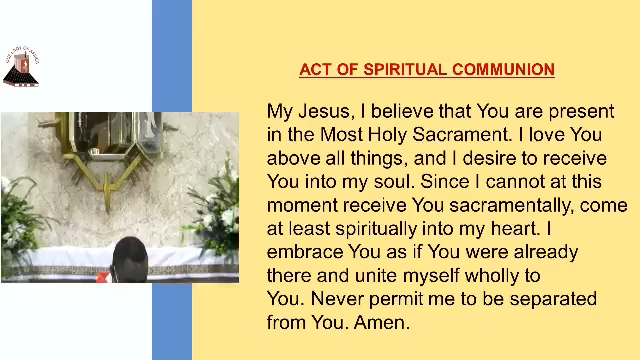 ACT OF SPIRITUAL COMMUNION
My Jesus, I believe that You are present
in the Most Holy Sacrament. I love You
above all things, and I desire to receive
You into my soul. Since I cannot at this
moment receive You sacramentally, come
at least spiritually into my heart. I
embrace You as if You were already
there and unite myself wholly to
You. Never permit me to be separated
from You. Amen.